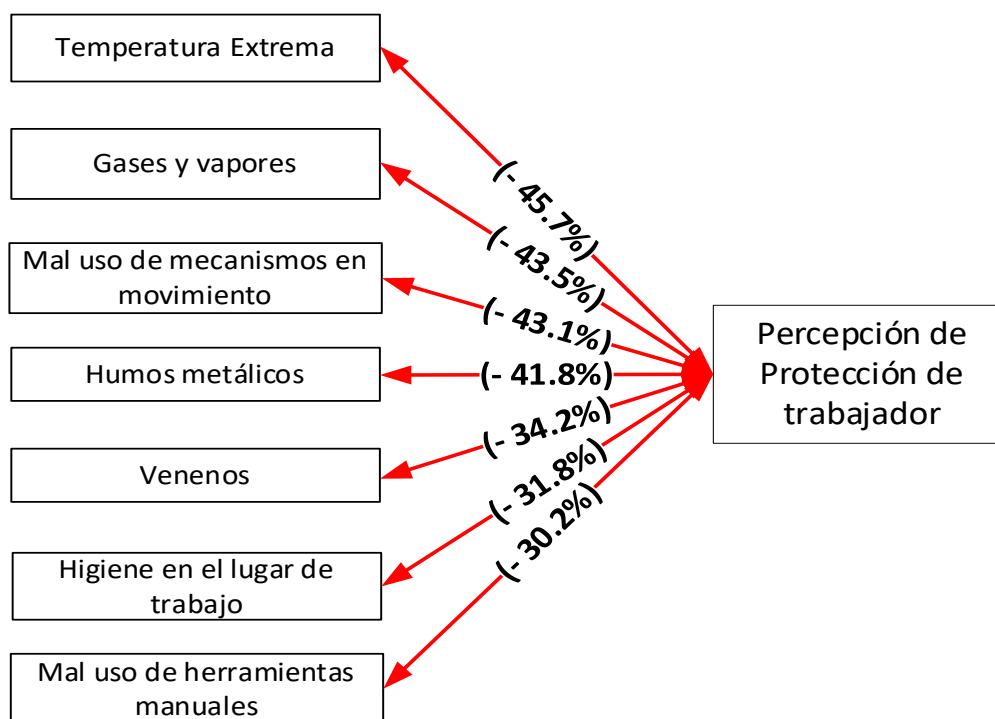 Temperatura Extrema
(- 45.7%)
Gases y vapores
(- 43.5%)
Mal uso de mecanismos en
movimiento
(- 43.1%)
Humos metálicos
(- 41.8%)
Venenos
(- 34.2%)
Higiene en el lugar de
trabajo
(- 31.8%)
Mal uso de herramientas
manuales
(- 30.2%)
Percepción de
Protección de
trabajador